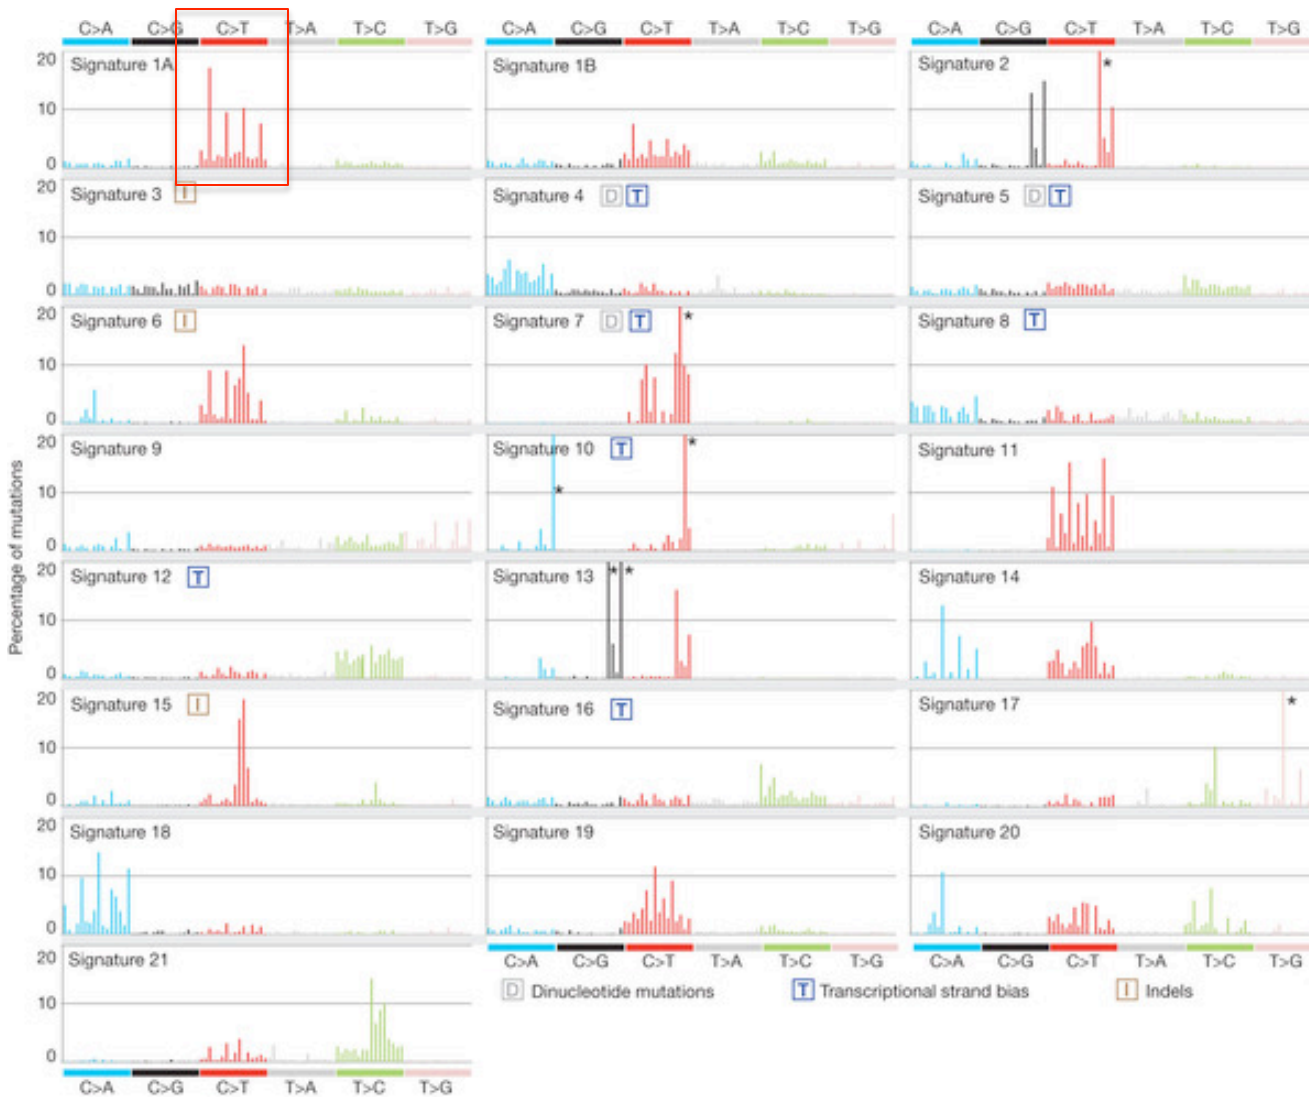 C>A C>G C>T T>A T>C T>G C>A C>G C>T T>A T>C T>G C>A C>G C>T T>A T>C T>G
20 Signature 1A Signature 1B Signature 2 *
10
0
20 Signature 3 I Signature 4 D T Signature 5 D T
10
0
20 Signature 6 I Signature 7 D T * Signature 8 T
10
0
20 Signature 9 Signature 10 T * * Signature 11
10
0
Percentage of mutations
20 Signature 12 T Signature 13 * * Signature 14
10
0
20 Signature 15 I Signature 16 T Signature 17 *
10
0
20 Signature 18 Signature 19 Signature 20
10
0
C>A C>G C>T T>A T>C T>G C>A C>G C>T T>A T>C T>G
20 Signature 21
10
0
D Dinucleotide mutations T Transcriptional strand bias I Indels
C>A C>G C>T T>A T>C T>G